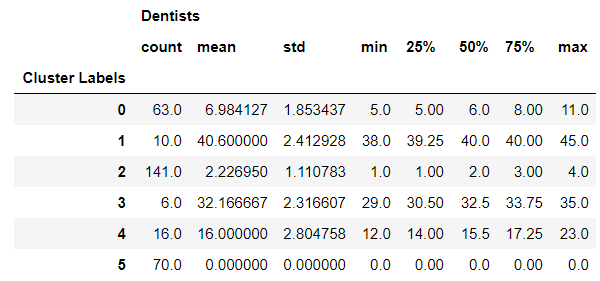 Dentists
count mean std min 25% 50% 75% max
Cluster Labels
0 63.0 6.984127 1.853437 5.0 5.00 6.0 8.00 11.0
1 10.0 40.600000 2.412928 38.0 39.25 40.0 40.00 45.0
2 141.0 2.226950 1.110783 1.0 1.00 2.0 3.00 4.0
3 6.0 32.166667 2.316607 29.0 30.50 32.5 33.75 35.0
4 16.0 16.000000 2.804758 12.0 14.00 15.5 17.25 23.0
5 70.0 0.000000 0.000000 0.0 0.00 0.0 0.00 0.0